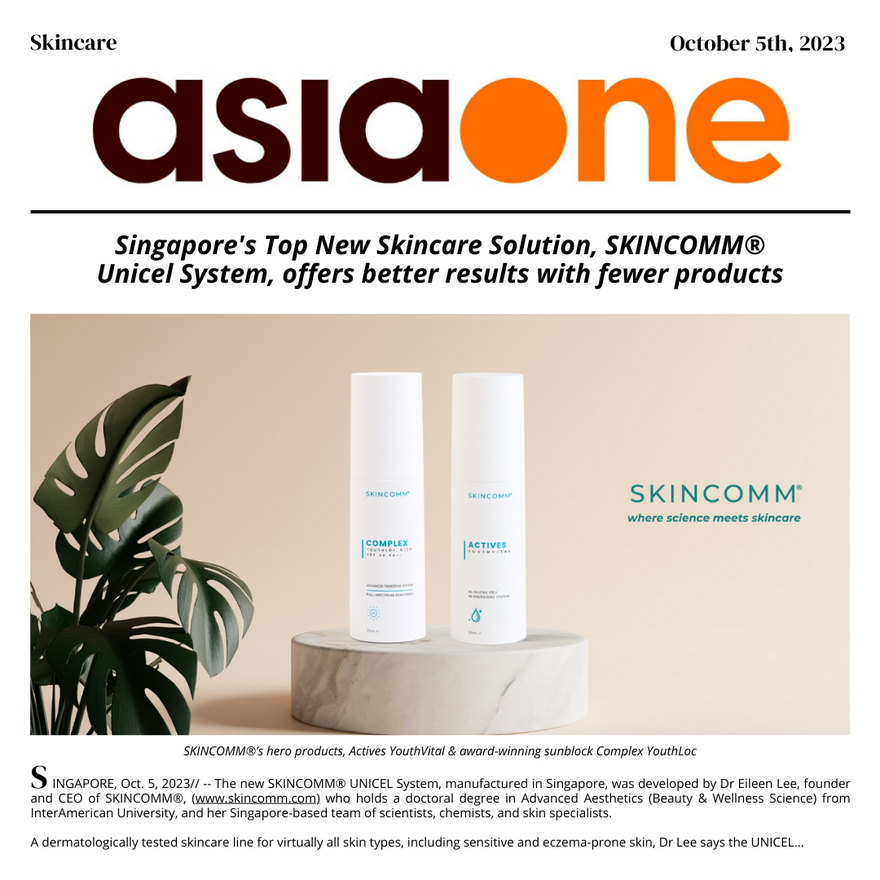 Skincare
October 5th, 2023
asiaone
Singapore's Top New Skincare Solution, SKINCOMM®
Unicel System, offers better results with fewer products
SKINCOMM®
SKINCOMM®
SKINCOMM®
where science meets skincare
COMPLEX
YOUTHLOC WITH
ACTIVES
YOUTHVITAL
SKINCOMM®'s hero products, Actives YouthVital & award-winning sunblock Complex YouthLoc
SINGAPORE, Oct. 5, 2023// -- The new SKINCOMM® UNICEL System, manufactured in Singapore, was developed by Dr Eileen Lee, founder
and CEO of SKINCOMM®, (www.skincomm.com) who holds a doctoral degree in Advanced Aesthetics (Beauty & Wellness Science) from
InterAmerican University, and her Singapore-based team of scientists, chemists, and skin specialists.
A dermatologically tested skincare line for virtually all skin types, including sensitive and eczema-prone skin, Dr Lee says the UNICEL...